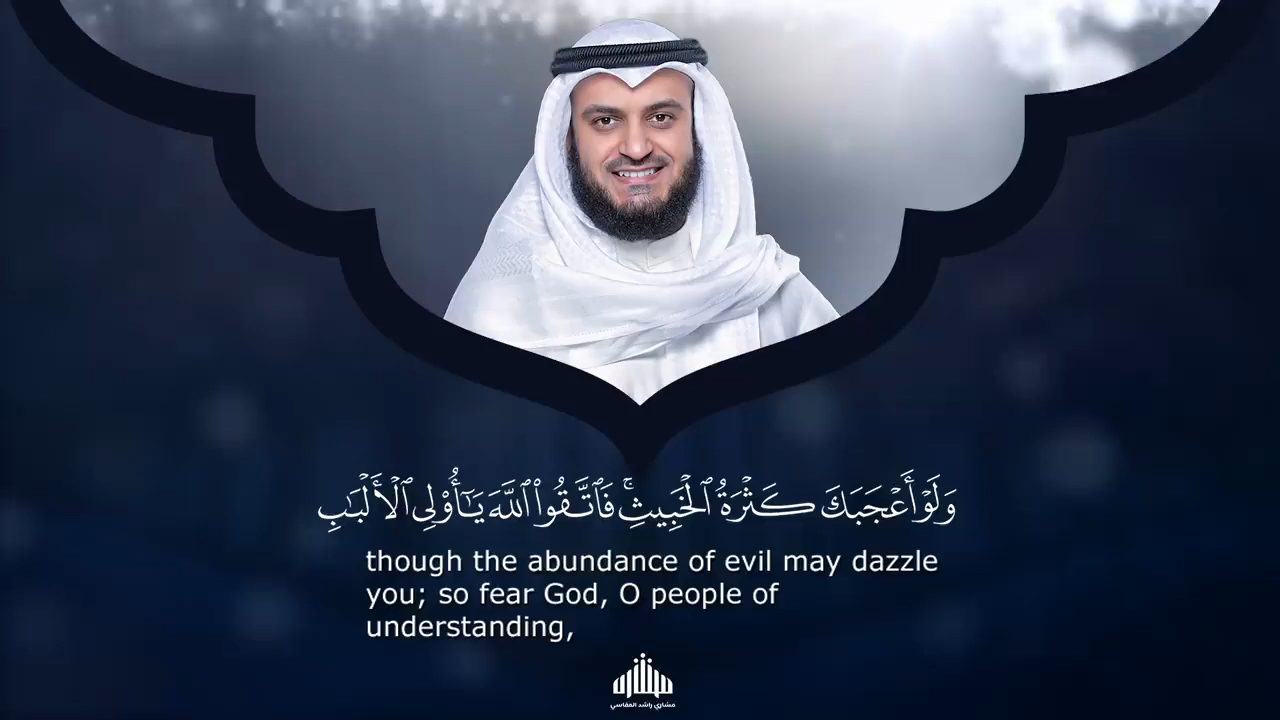 وَلَوْ أَعْجَبَكَ كَثْرَةُ ٱلْخَبِيثِ ۚ فَٱتَّقُوا۟ ٱللَّهَ يَـٰٓأُو۟لِى ٱلْأَلْبَـٰبِ
though the abundance of evil may dazzle
you; so fear God, O people of
understanding,
مشاري راشد العفاسي